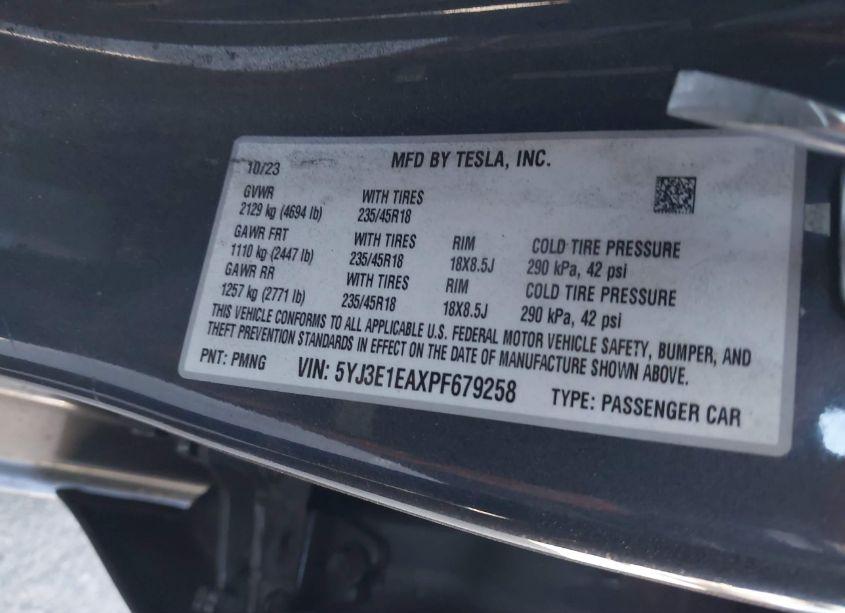 MFD BY TESLA, INC.
10/23
GVWR WITH TIRES
2129 kg (4694 lb) 235/45R18
GAWR FRT WITH TIRES RIM COLD TIRE PRESSURE
1110 kg (2447 lb) 235/45R18 18X8.5J 290 kPa, 42 psi
GAWR RR WITH TIRES RIM COLD TIRE PRESSURE
1257 kg (2771 lb) 235/45R18 18X8.5J 290 kPa, 42 psi
THIS VEHICLE CONFORMS TO ALL APPLICABLE U.S. FEDERAL MOTOR VEHICLE SAFETY, BUMPER, AND
THEFT PREVENTION STANDARDS IN EFFECT ON THE DATE OF MANUFACTURE SHOWN ABOVE.
PNT: PMNG VIN: 5YJ3E1EAXPF679258 TYPE: PASSENGER CAR